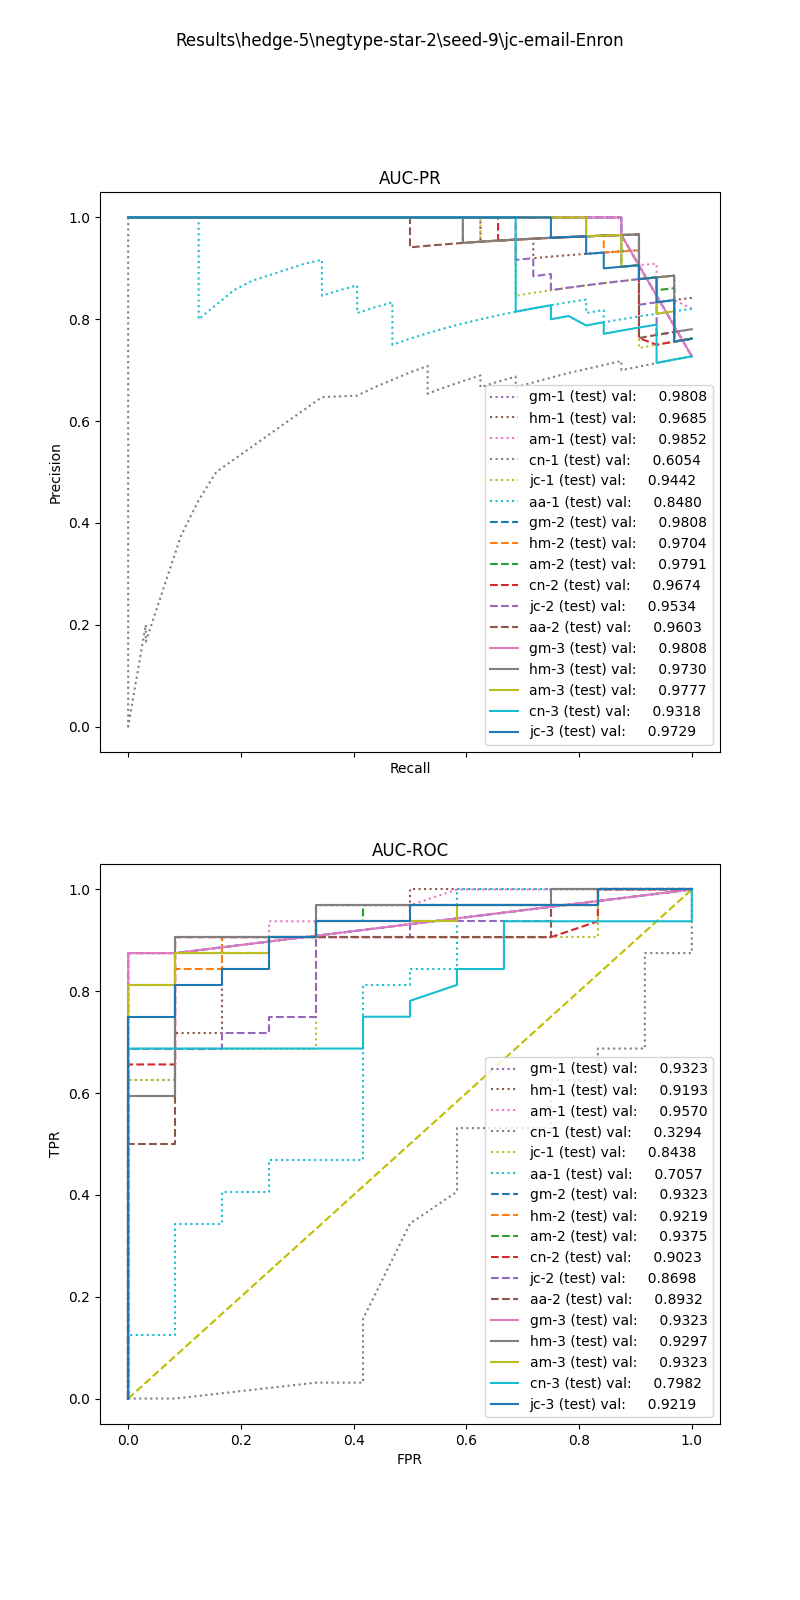 Results\hedge-5\negtype-star-2\seed-9\jc-email-Enron
AUC-PR
1.0
0.8
0.6
0.4
0.2
0.0
Precision
Recall
gm-1 (test) val: 0.9808
hm-1 (test) val: 0.9685
am-1 (test) val: 0.9852
cn-1 (test) val: 0.6054
jc-1 (test) val: 0.9442
aa-1 (test) val: 0.8480
gm-2 (test) val: 0.9808
hm-2 (test) val: 0.9704
am-2 (test) val: 0.9791
cn-2 (test) val: 0.9674
jc-2 (test) val: 0.9534
aa-2 (test) val: 0.9603
gm-3 (test) val: 0.9808
hm-3 (test) val: 0.9730
am-3 (test) val: 0.9777
cn-3 (test) val: 0.9318
jc-3 (test) val: 0.9729
AUC-ROC
1.0
0.8
0.6
0.4
0.2
0.0
TPR
gm-1 (test) val: 0.9323
hm-1 (test) val: 0.9193
am-1 (test) val: 0.9570
cn-1 (test) val: 0.3294
jc-1 (test) val: 0.8438
aa-1 (test) val: 0.7057
gm-2 (test) val: 0.9323
hm-2 (test) val: 0.9219
am-2 (test) val: 0.9375
cn-2 (test) val: 0.9023
jc-2 (test) val: 0.8698
aa-2 (test) val: 0.8932
gm-3 (test) val: 0.9323
hm-3 (test) val: 0.9297
am-3 (test) val: 0.9323
cn-3 (test) val: 0.7982
jc-3 (test) val: 0.9219
0.0 0.2 0.4 0.6 0.8 1.0
FPR